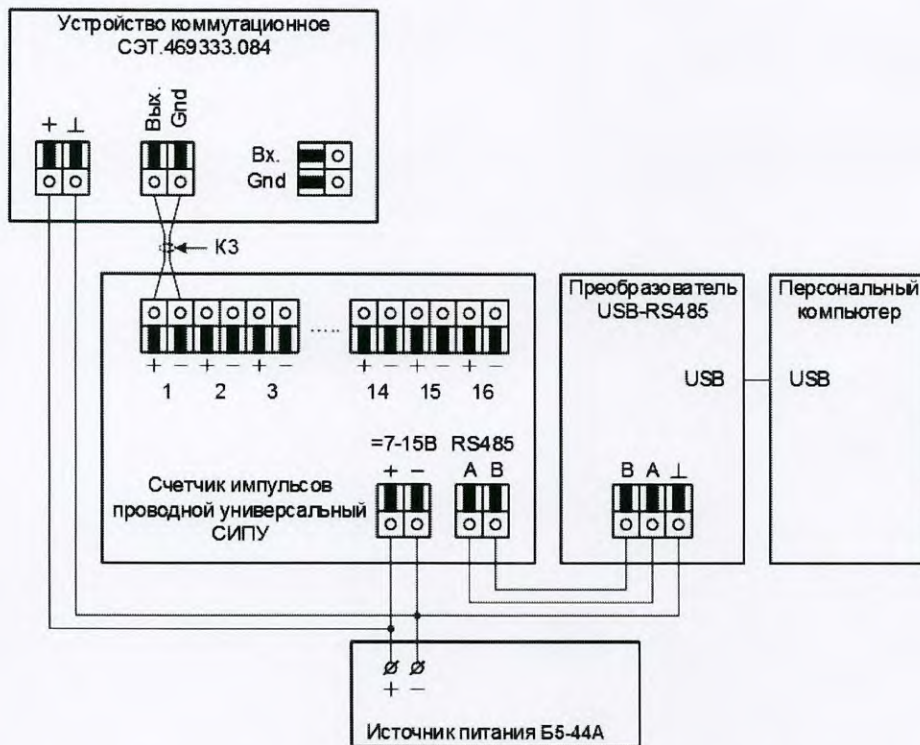 Устройство коммутационное
СЭТ.469333.084
+ ⊥
Вых.
Gnd
Вх.
Gnd
КЗ
.....
+ − + − + −
1 2 3
+ − + − + −
14 15 16
=7-15В RS485
+ − A B
Счетчик импульсов
проводной универсальный
СИПУ
Преобразователь
USB-RS485
USB
B A ⊥
Персональный
компьютер
USB
+ −
Источник питания Б5-44А